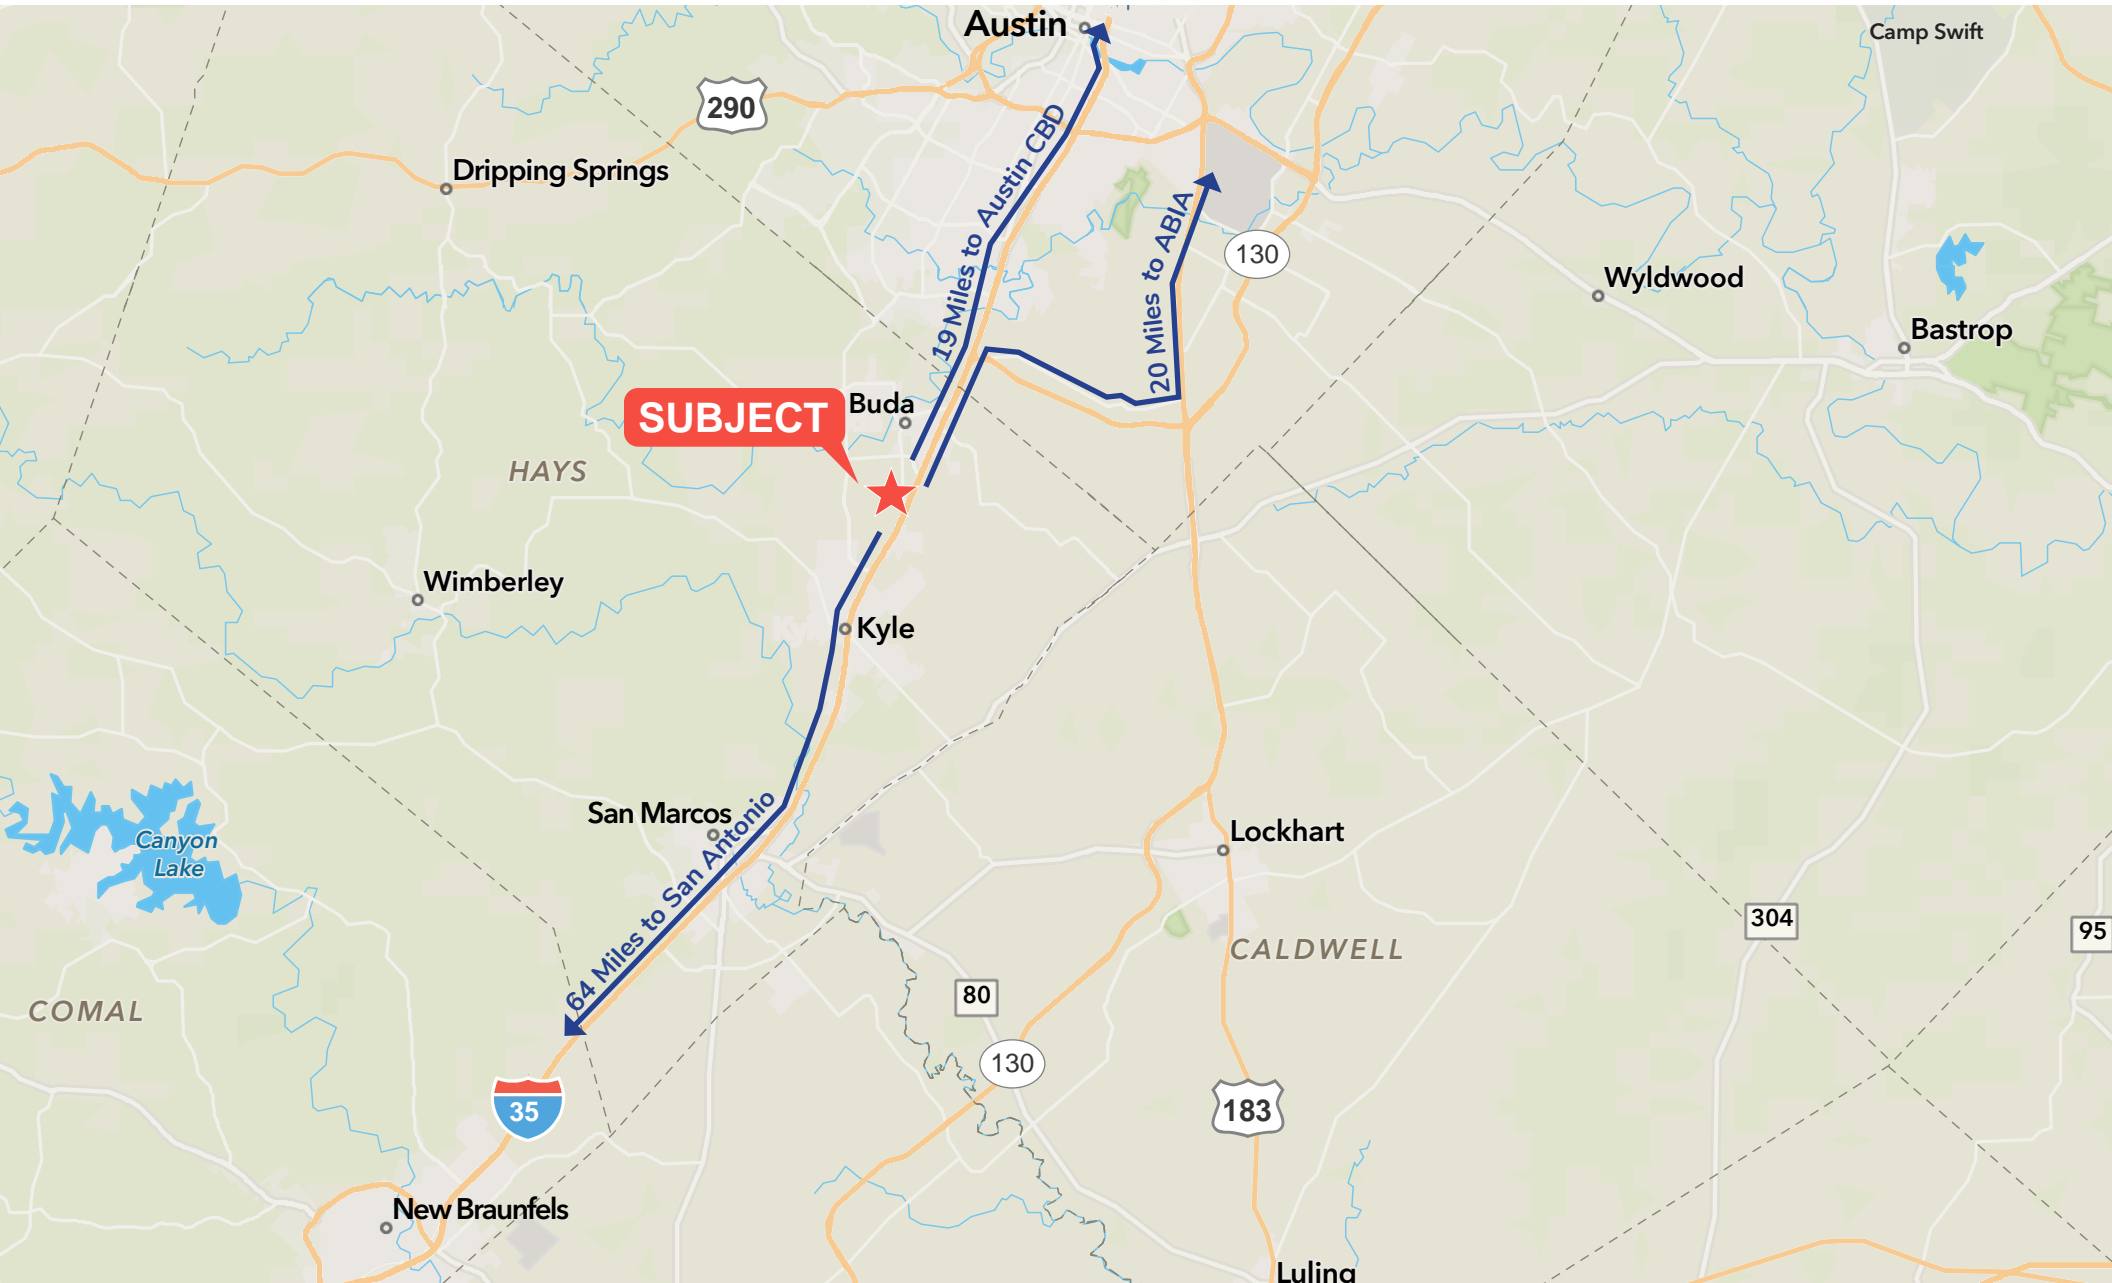 Austin
Camp Swift
290
Dripping Springs
19 Miles to Austin CBD
20 Miles to ABIA
130
Wyldwood
Bastrop
Buda
SUBJECT
HAYS
Wimberley
Kyle
64 Miles to San Antonio
San Marcos
Canyon
Lake
Lockhart
304
95
CALDWELL
80
COMAL
130
35
183
New Braunfels
Luling